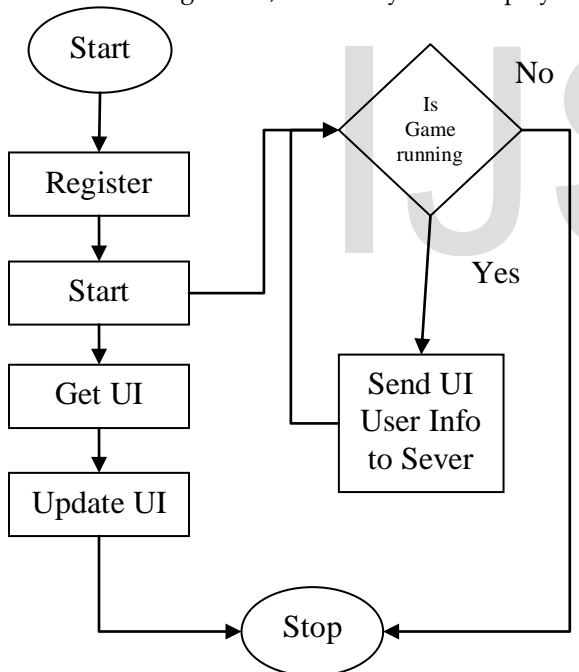 Start
Register
Start
Get UI
Update UI
Is
Game
running
No
Yes
Send UI
User Info
to Sever
Stop